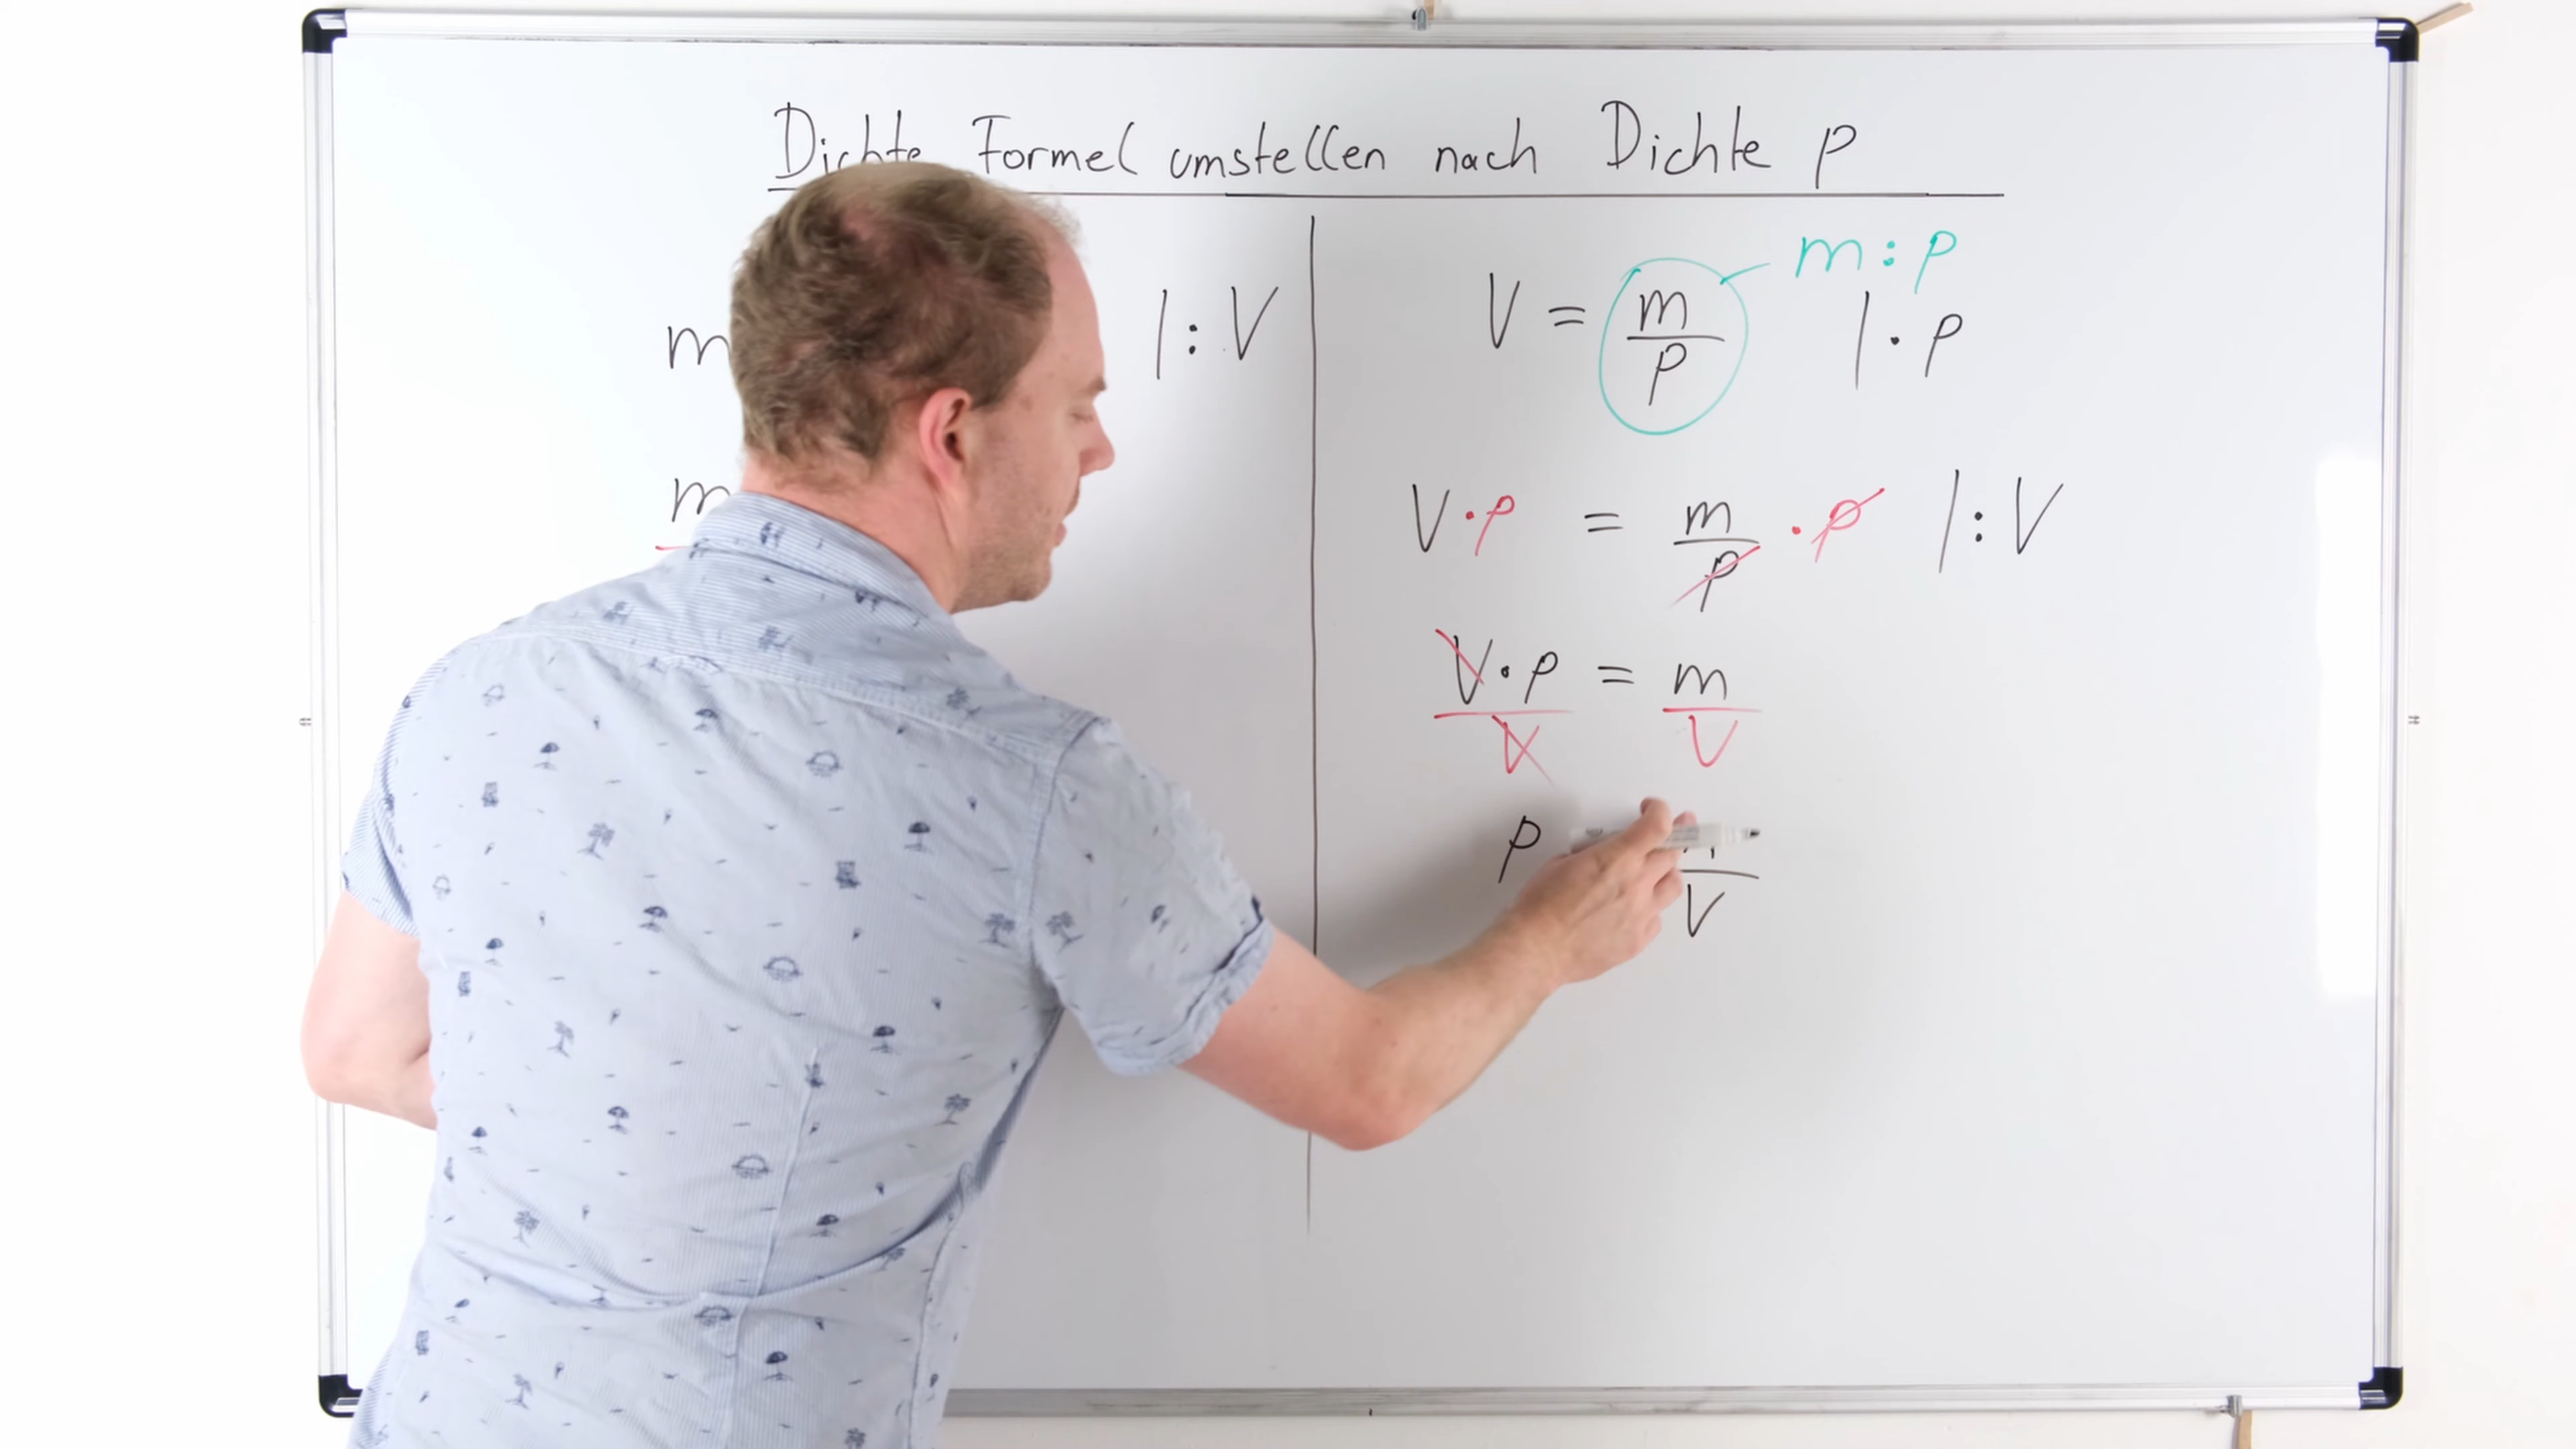 Dichte Formel umstellen nach Dichte ρ
m |:V
m
m:ρ
V = m/ρ |·ρ
V·ρ = m/ρ ·ρ |:V
V·ρ/V = m/V
ρ
V